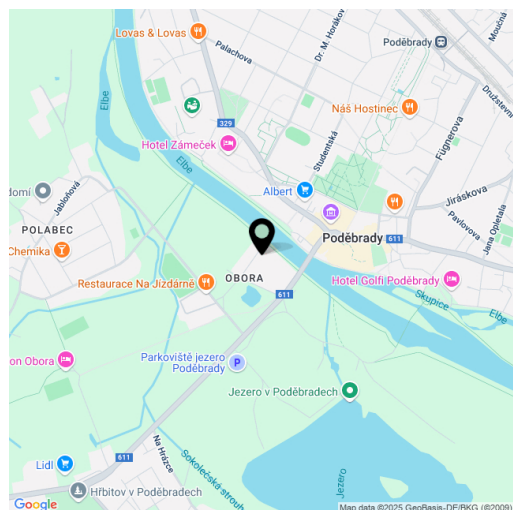 Lovas & Lovas
Palachova
Dr. M. Horákov
Poděbrady
Moučná
Elbe
Družstevní
329
Náš Hostinec
Fügnerova
Hotel Zámeček
Studentská
Elbe
Albert
Jabloňová
domí
Jiráskova
Pavlovova
Jana Opletala
POLABEC
Poděbrady
611
Chemika
OBORA
Restaurace Na Jízdárně
Hotel Golfi Poděbrady
611
Skupice
Elbe
on Obora
Parkoviště jezero
Poděbrady
P
Jezero v Poděbradech
Na Hrázce
611
Lidl
Sokolečská strouh
Jezero
Hřbitov v Poděbradech
Google
Map data ©2025 GeoBasis-DE/BKG (©2009)